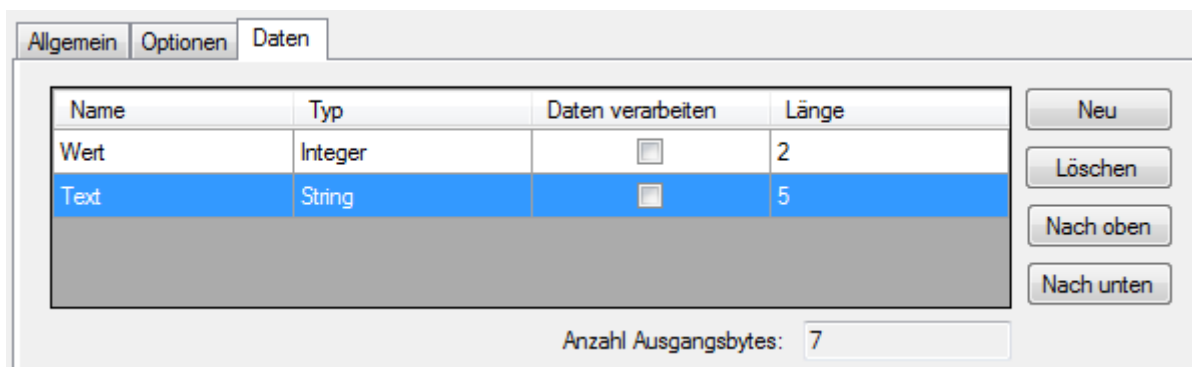 Allgemein Optionen Daten
Name Typ Daten verarbeiten Länge Neu
Wert Integer 2
Löschen
Text String 5
Nach oben
Nach unten
Anzahl Ausgangsbytes: 7